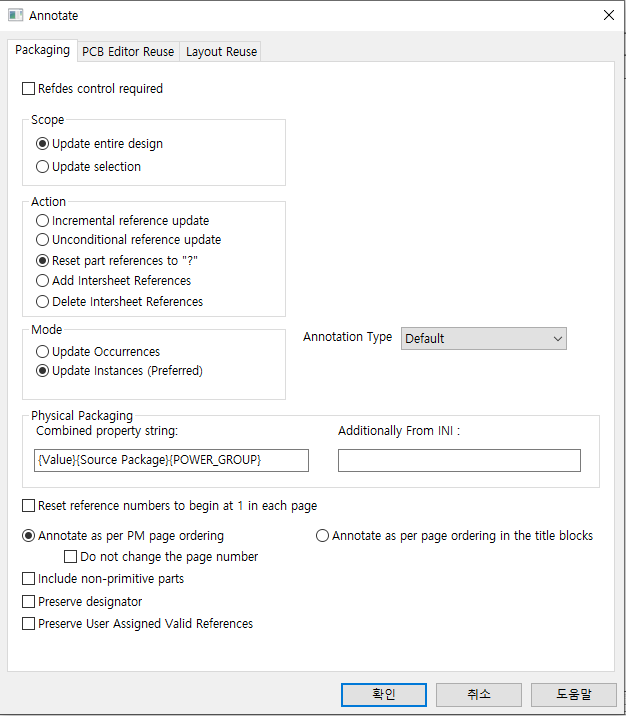 Annotate
Packaging PCB Editor Reuse Layout Reuse
Refdes control required
Scope
Update entire design
Update selection
Action
Incremental reference update
Unconditional reference update
Reset part references to "?"
Add Intersheet References
Delete Intersheet References
Mode
Update Occurrences
Update Instances (Preferred)
Annotation Type Default
Physical Packaging
Combined property string: Additionally From INI :
{Value}{Source Package}{POWER_GROUP}
Reset reference numbers to begin at 1 in each page
Annotate as per PM page ordering Annotate as per page ordering in the title blocks
Do not change the page number
Include non-primitive parts
Preserve designator
Preserve User Assigned Valid References
확인 취소 도움말